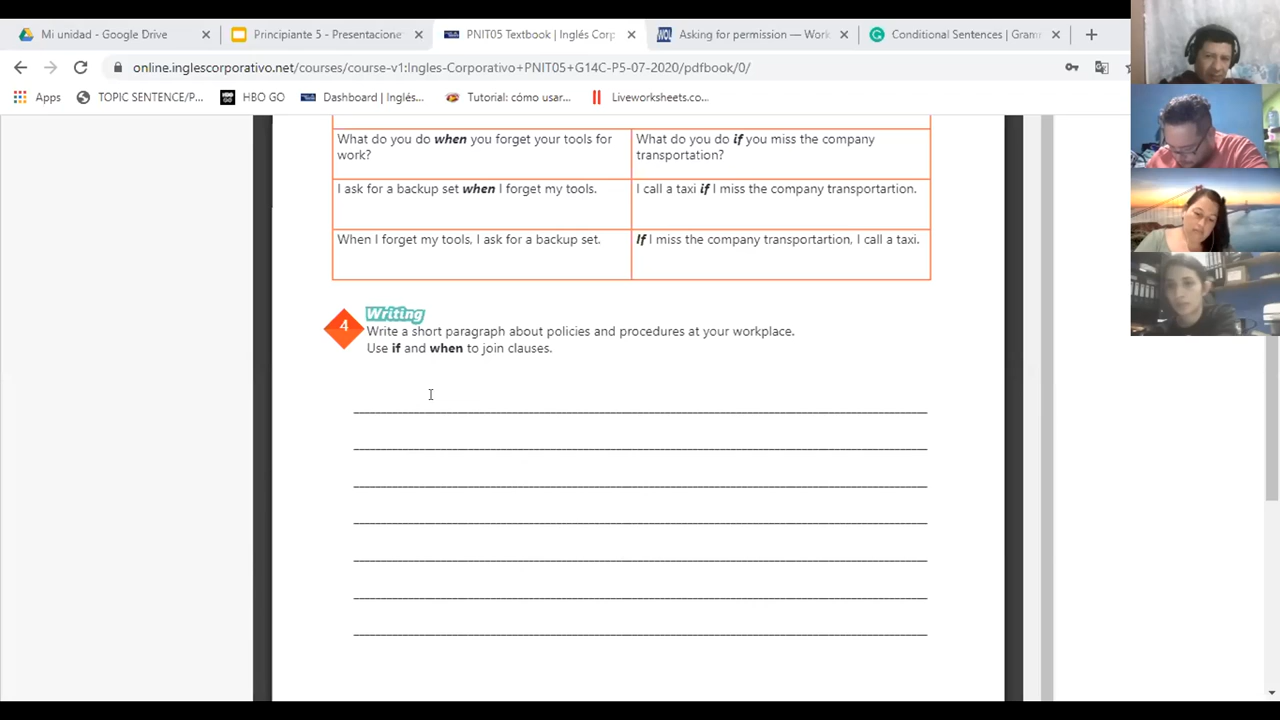 Mi unidad - Google Drive
Principiante 5 - Presentacione
PNIT05 Textbook | Inglés Corp
WOL
Asking for permission — Work
Conditional Sentences | Gramm
online.inglescorporativo.net/courses/course-v1:Ingles-Corporativo+PNIT05+G14C-P5-07-2020/pdfbook/0/
Apps
TOPIC SENTENCE/P...
HBO GO
Dashboard | Inglés...
Tutorial: cómo usar...
Liveworksheets.co...
What do you do when you forget your tools for
work?
What do you do if you miss the company
transportation?
I ask for a backup set when I forget my tools.
I call a taxi if I miss the company transportartion.
When I forget my tools, I ask for a backup set.
If I miss the company transportartion, I call a taxi.
4
Writing
Write a short paragraph about policies and procedures at your workplace.
Use if and when to join clauses.